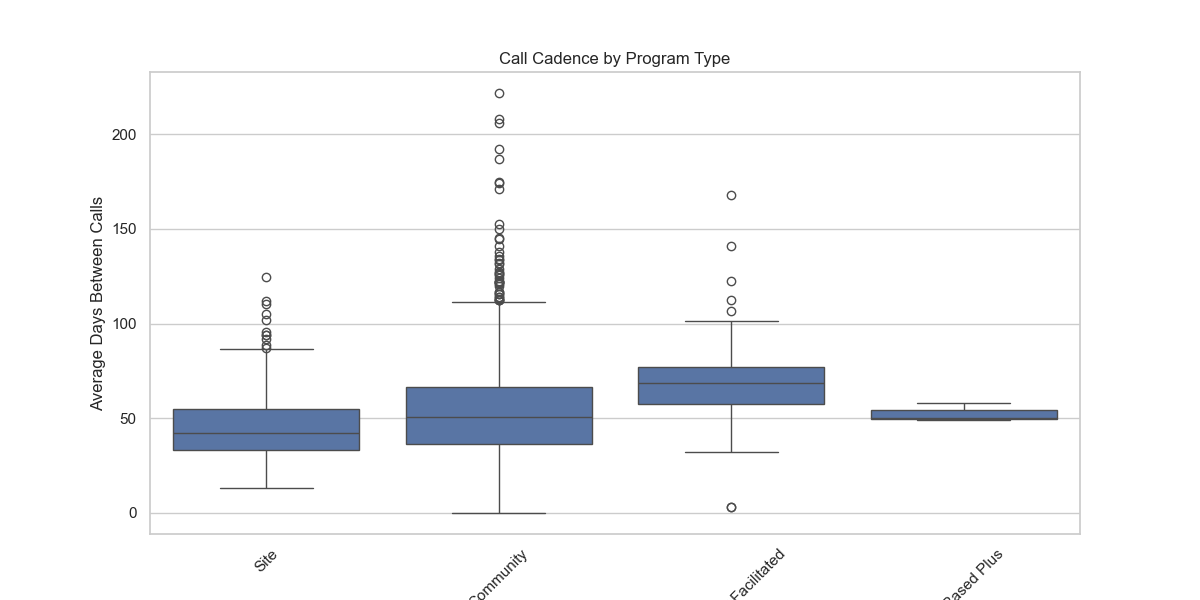 Call Cadence by Program Type
Average Days Between Calls
200
150
100
50
0
Site
Community
Facilitated
Based Plus